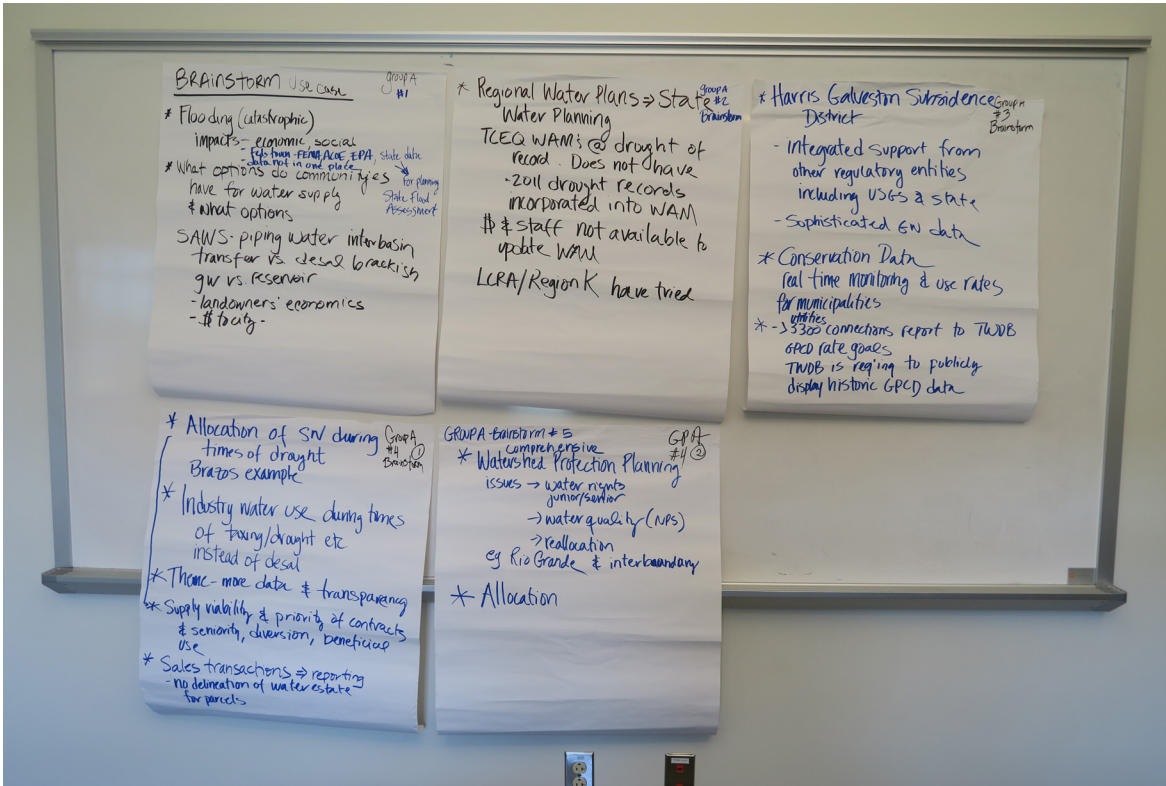 BRAINSTORM Use case
Group A
#1
* Flooding (catastrophic)
impacts - economic, social
Feds town - FEMA, ACOE, EPA, state data
- data not in one place
for planning
State Flood
Assessment
* What options do communities
have for water supply
& what options
SAWS - piping water interbasin
transfer vs. desal brackish
gw vs. reservoir
- landowners' economics
- $ to city -
* Regional Water Plans ⇒ State
Water Planning
Group A
#2
Brainstorm
TCEQ WAMs @ drought of
record. Does not have
- 2011 drought records
incorporated into WAM
$ & staff not available to
update WAM
LCRA/Region K have tried
* Harris Galveston Subsidence
District
Group A
#3
Brainstorm
- integrated support from
other regulatory entities
including USGS & state
- Sophisticated GW data
* Conservation Data
real time monitoring & use rates
for municipalities
utilities
* - >3300 connections report to TWDB
GPCD rate goals
TWDB is req'ing to publicly
display historic GPCD data
* Allocation of SW during
times of drought
Brazos example
Group A
#4 ①
Brainstorm
* Industry water use during times
of taxing/drought etc
instead of desal
* Theme - more data & transparency
* Supply viability & priority of contracts
& seniority, diversion, beneficial
use
* Sales transactions ⇒ reporting
- no delineation of water estate
for parcels
GROUP A - Brainstorm # 5
GPA
#4 ②
comprehensive
* Watershed Protection Planning
issues → water rights
junior/senior
→ water quality (NPS)
→ reallocation
eg Rio Grande & interboundary
* Allocation